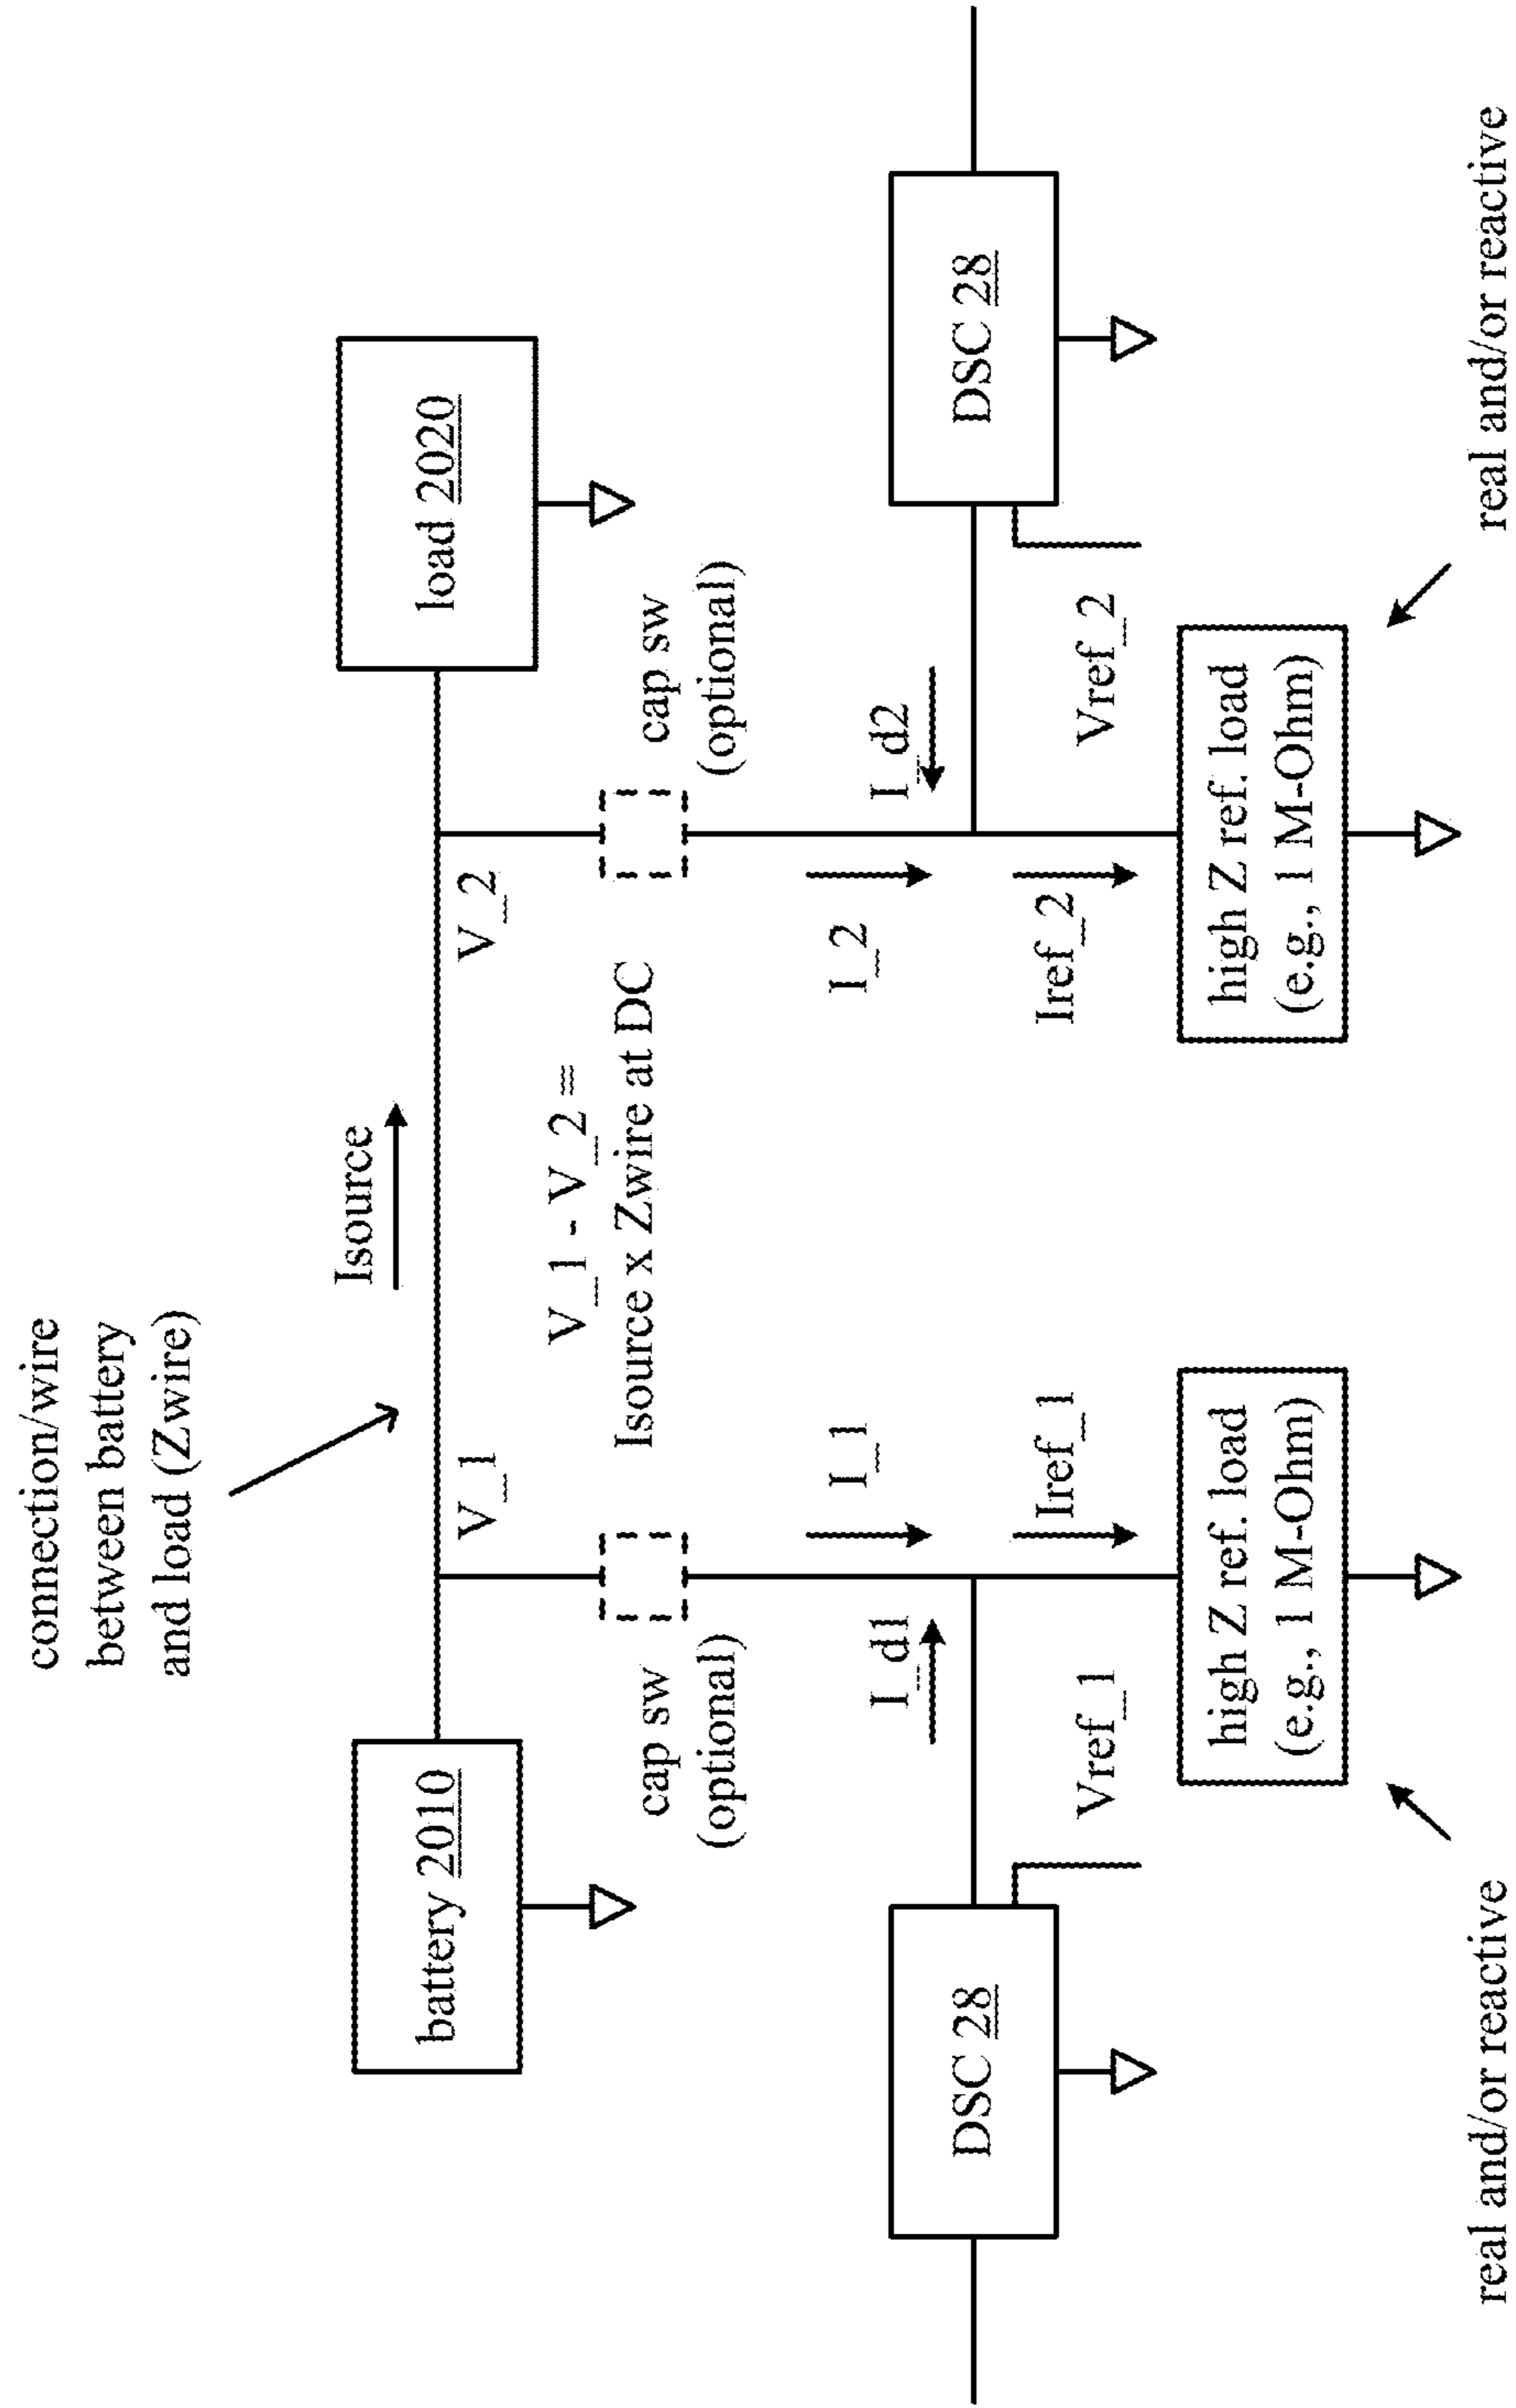 connection/wire
between battery
and load (Zwire)
Isource
battery 2010
load 2020
V_1
V_2
V_1 - V_2 =
Isource x Zwire at DC
cap sw
(optional)
cap sw
(optional)
I_1
I_2
I_d1
I_d2
DSC 28
DSC 28
Iref_1
Iref_2
Vref_1
Vref_2
high Z ref. load
(e.g., 1 M-Ohm)
high Z ref. load
(e.g., 1 M-Ohm)
real and/or reactive
real and/or reactive